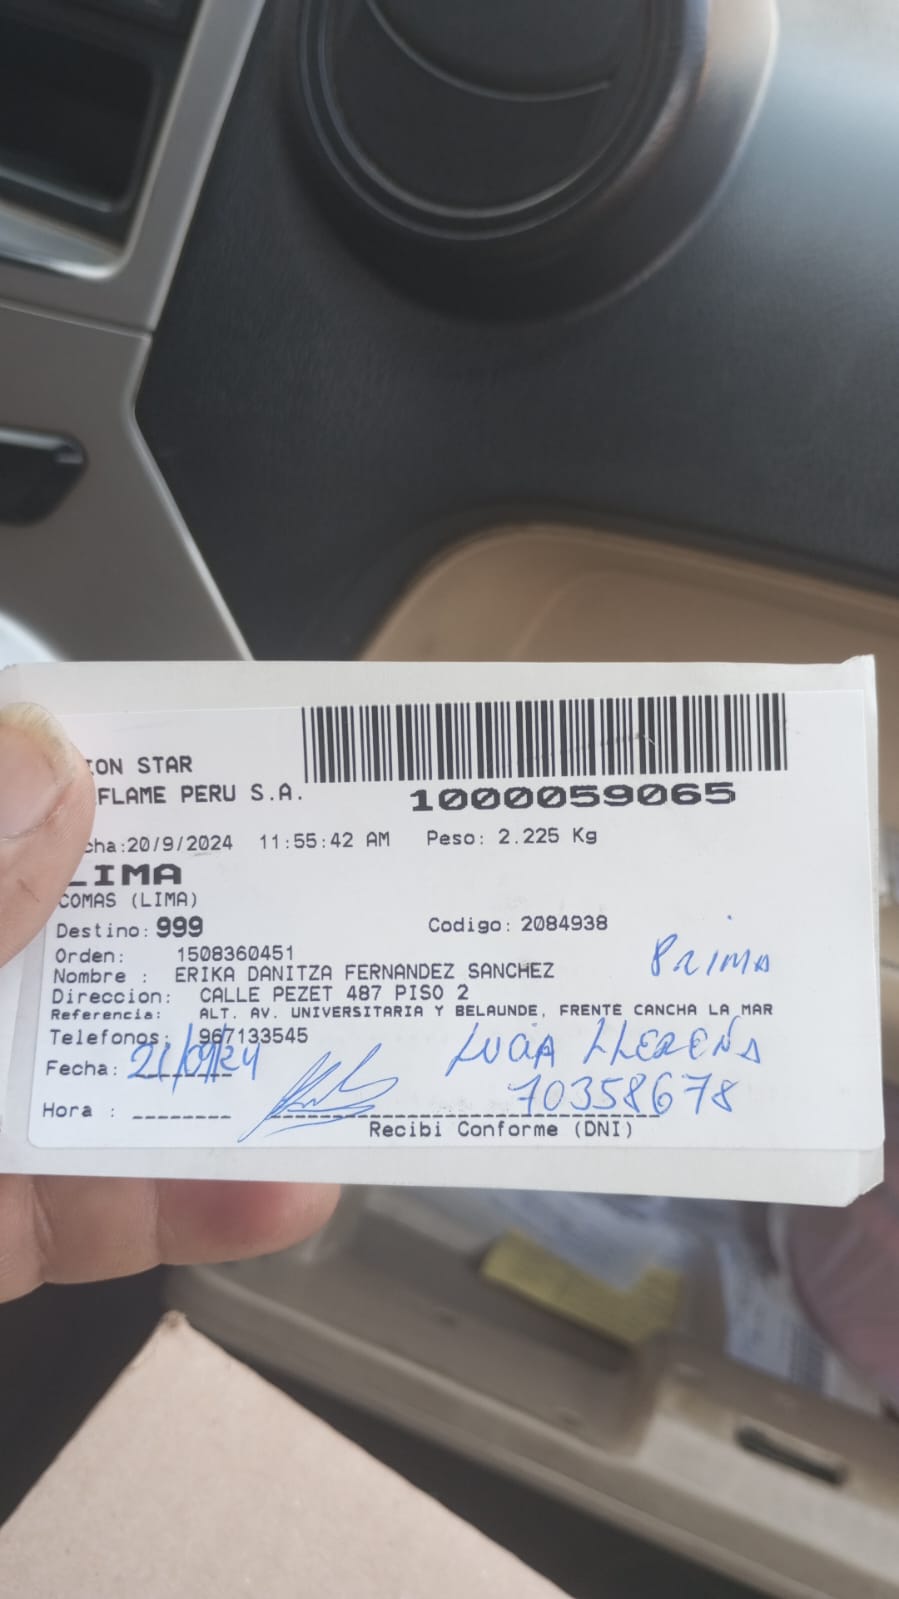 ION STAR
FLAME PERU S.A.
1000059065
cha:20/9/2024 11:55:42 AM Peso: 2.225 Kg
LIMA
COMAS (LIMA)
Destino: 999 Codigo: 2084938
Orden: 1508360451
Nombre : ERIKA DANITZA FERNANDEZ SANCHEZ PRIMA
Direccion: CALLE PEZET 487 PISO 2
Referencia: ALT. AV. UNIVERSITARIA Y BELAUNDE, FRENTE CANCHA LA MAR
Telefonos: 967133545
Fecha: 21/09/24 LUCIA LLEREÑA
Hora : 70358678
Recibi Conforme (DNI)